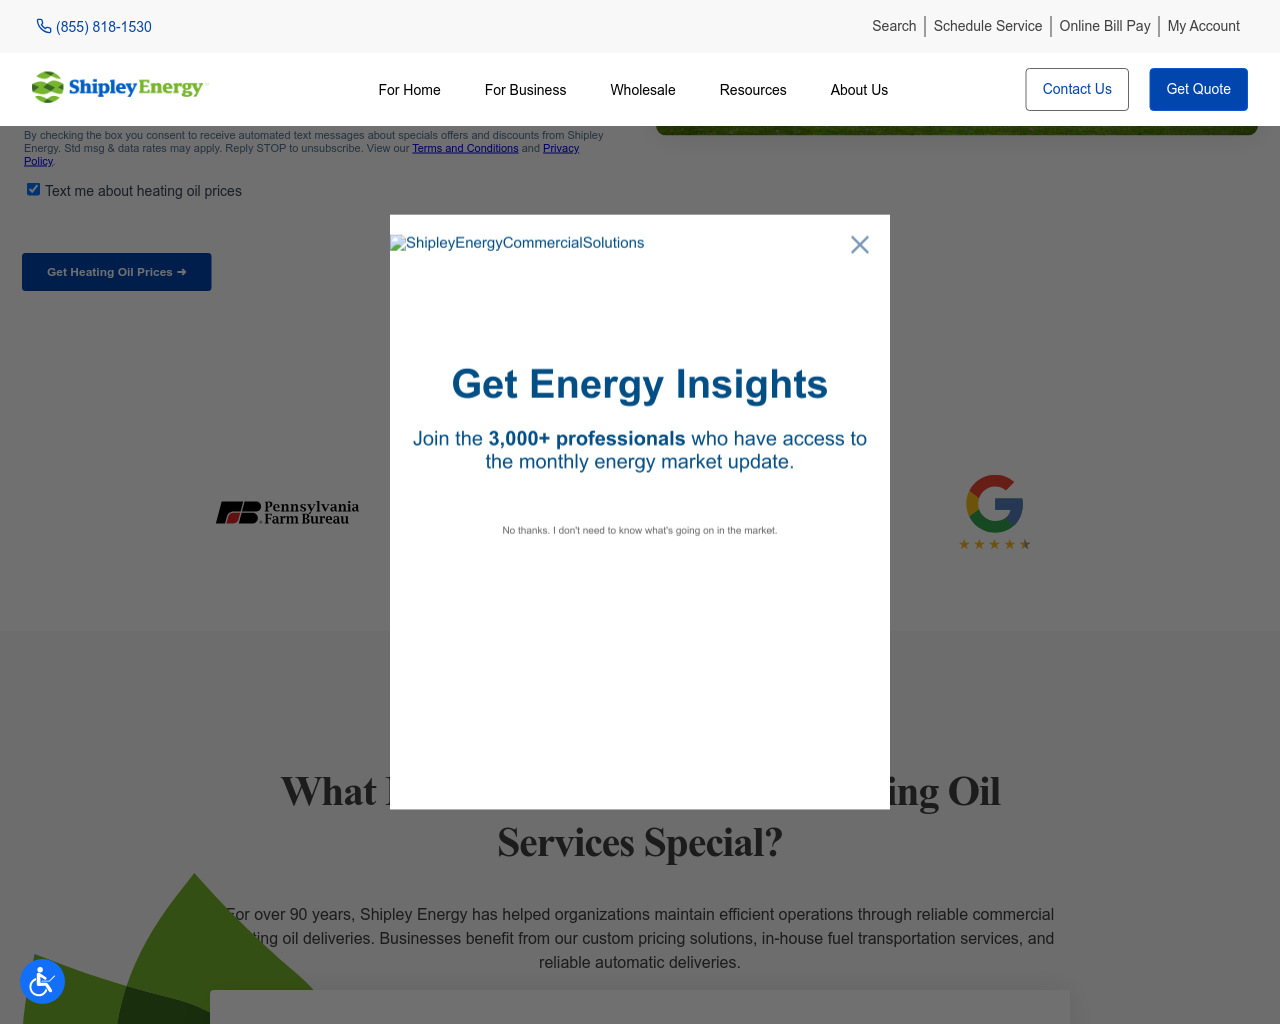 (855) 818-1530
Search
Schedule Service
Online Bill Pay
My Account
Shipley Energy
For Home
For Business
Wholesale
Resources
About Us
Contact Us
Get Quote
By checking the box you consent to receive automated text messages about specials offers and discounts from Shipley
Energy. Std msg & data rates may apply. Reply STOP to unsubscribe. View our Terms and Conditions and Privacy
Policy.
Text me about heating oil prices
Get Heating Oil Prices ➜
ShipleyEnergyCommercialSolutions
Get Energy Insights
Join the 3,000+ professionals who have access to
the monthly energy market update.
No thanks. I don't need to know what's going on in the market.
Pennsylvania
Farm Bureau
What
ing Oil
Services Special?
For over 90 years, Shipley Energy has helped organizations maintain efficient operations through reliable commercial
ing oil deliveries. Businesses benefit from our custom pricing solutions, in-house fuel transportation services, and
reliable automatic deliveries.